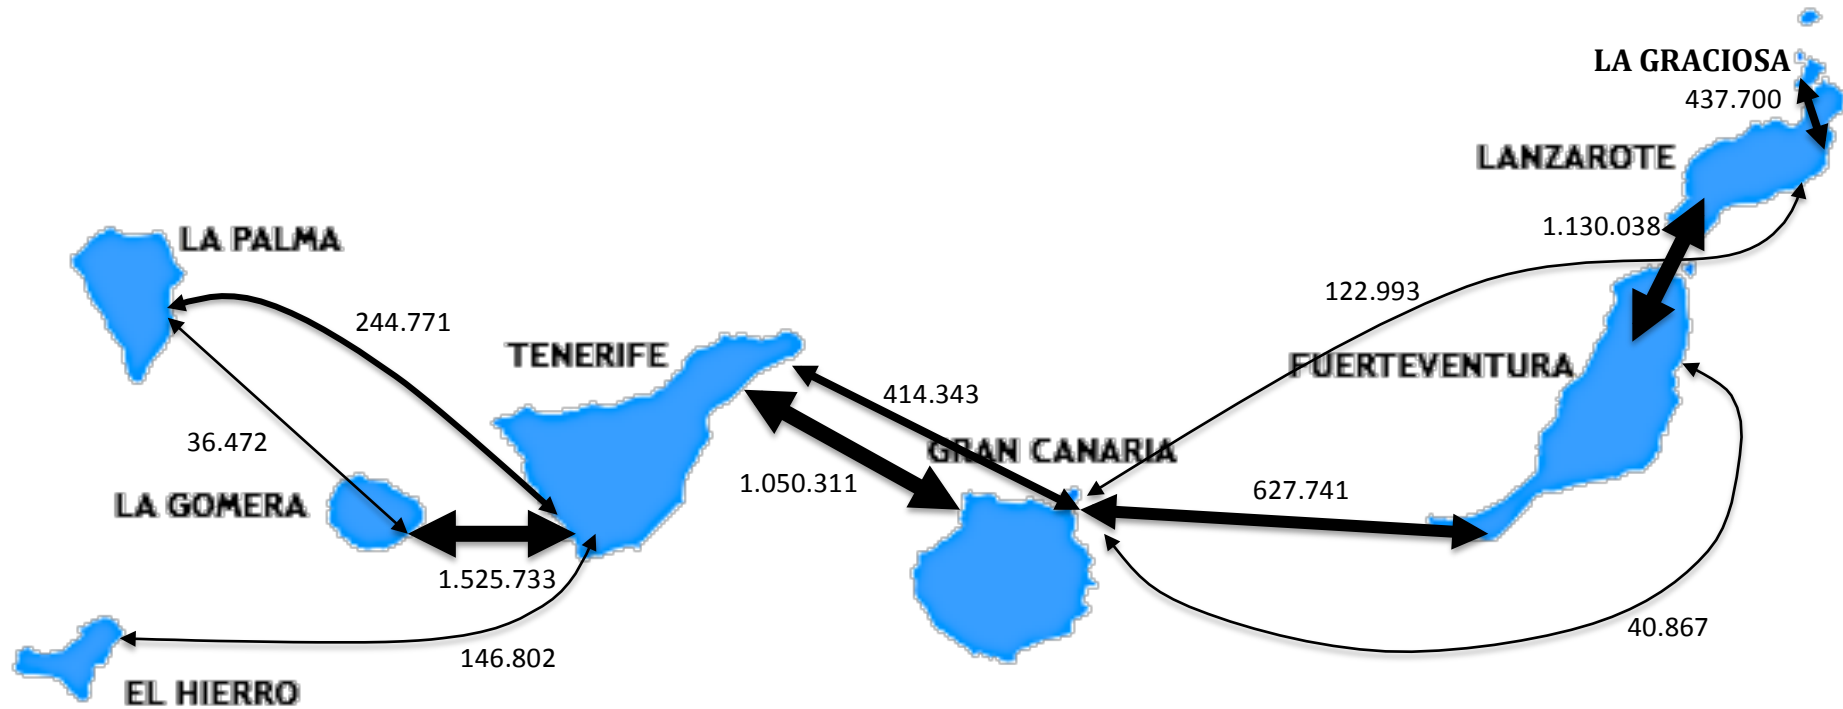 LA GRACIOSA
437.700
LANZAROTE
1.130.038
LA PALMA
122.993
244.771
TENERIFE
FUERTEVENTURA
414.343
36.472
GRAN CANARIA
1.050.311
627.741
LA GOMERA
1.525.733
40.867
146.802
EL HIERRO